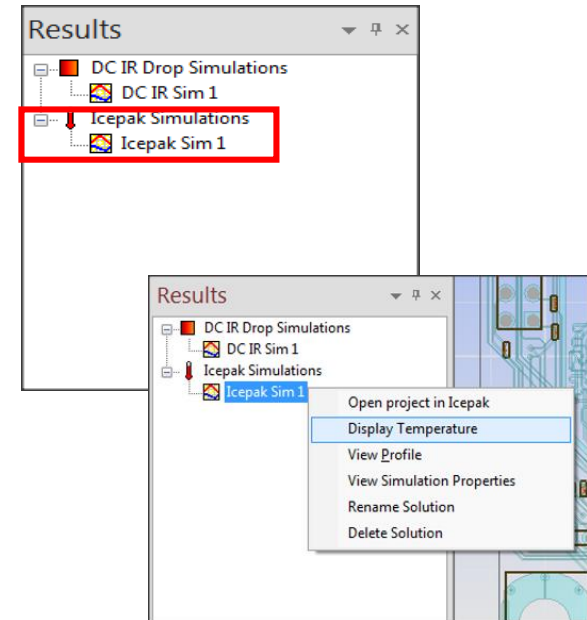 Results
DC IR Drop Simulations
DC IR Sim 1
Icepak Simulations
Icepak Sim 1
Results
DC IR Drop Simulations
DC IR Sim 1
Icepak Simulations
Icepak Sim 1
Open project in Icepak
Display Temperature
View Profile
View Simulation Properties
Rename Solution
Delete Solution